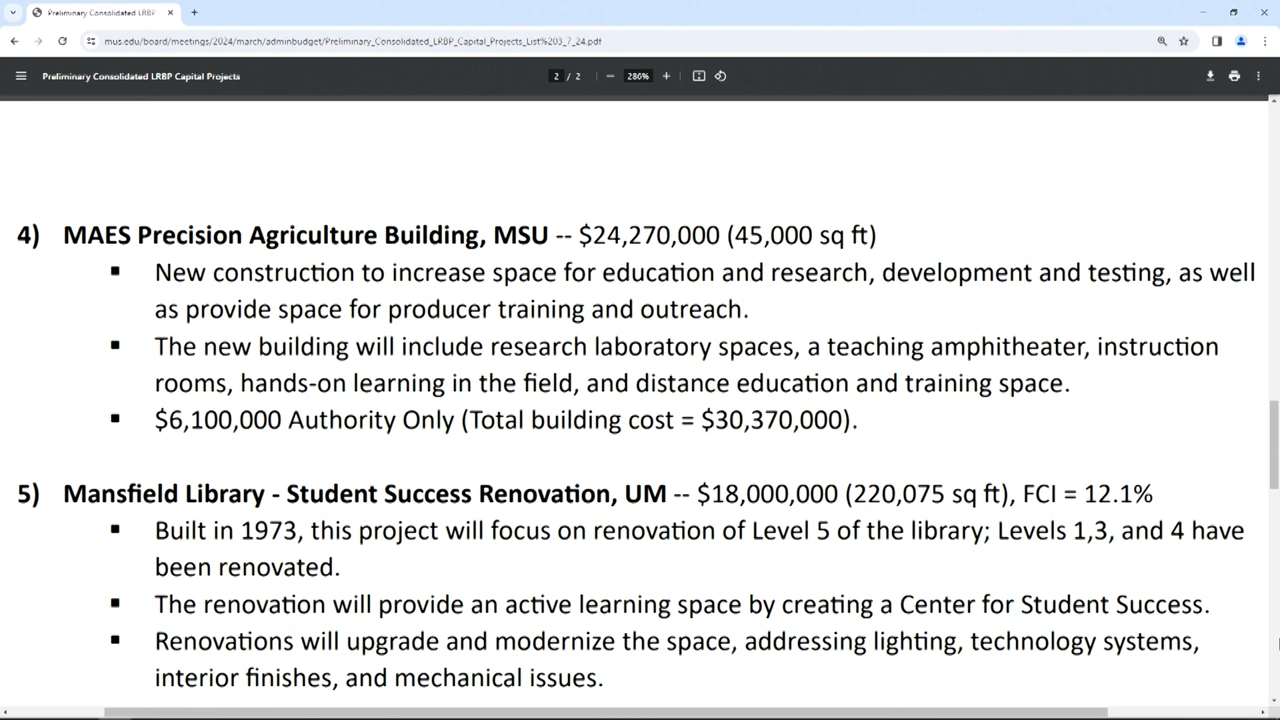 Preliminary Consolidated LRBP
mus.edu/board/meetings/2024/march/adminbudget/Preliminary_Consolidated_LRBP_Capital_Projects_List%203_7_24.pdf
Preliminary Consolidated LRBP Capital Projects
2 / 2
286%
4) MAES Precision Agriculture Building, MSU -- $24,270,000 (45,000 sq ft)
▪ New construction to increase space for education and research, development and testing, as well
as provide space for producer training and outreach.
▪ The new building will include research laboratory spaces, a teaching amphitheater, instruction
rooms, hands-on learning in the field, and distance education and training space.
▪ $6,100,000 Authority Only (Total building cost = $30,370,000).
5) Mansfield Library - Student Success Renovation, UM -- $18,000,000 (220,075 sq ft), FCI = 12.1%
▪ Built in 1973, this project will focus on renovation of Level 5 of the library; Levels 1,3, and 4 have
been renovated.
▪ The renovation will provide an active learning space by creating a Center for Student Success.
▪ Renovations will upgrade and modernize the space, addressing lighting, technology systems,
interior finishes, and mechanical issues.